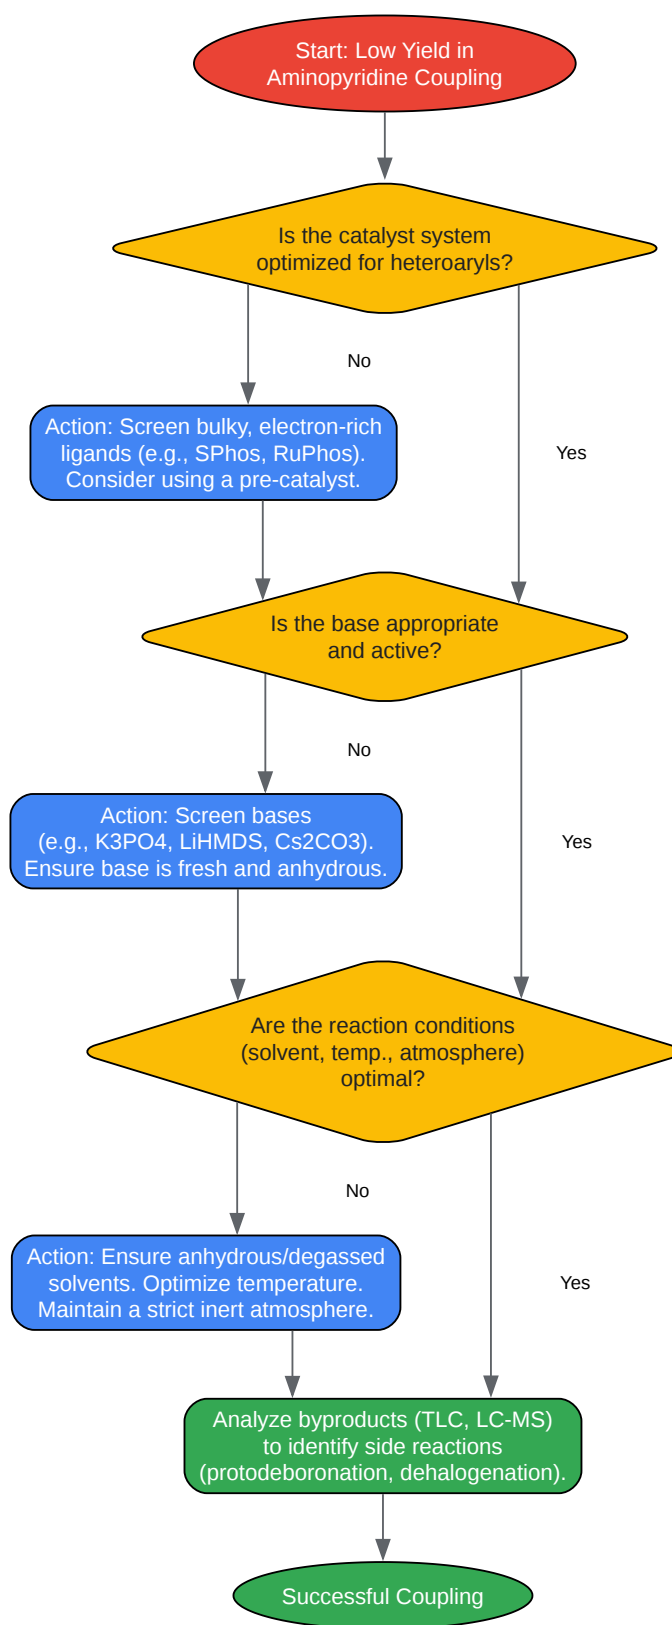 Start: Low Yield in
Aminopyridine Coupling
Is the catalyst system
optimized for heteroaryls?
No
Action: Screen bulky, electron-rich
ligands (e.g., SPhos, RuPhos).
Consider using a pre-catalyst.
Yes
Is the base appropriate
and active?
No
Action: Screen bases
(e.g., K3PO4, LiHMDS, Cs2CO3).
Ensure base is fresh and anhydrous.
Yes
Are the reaction conditions
(solvent, temp., atmosphere)
optimal?
No
Action: Ensure anhydrous/degassed
solvents. Optimize temperature.
Maintain a strict inert atmosphere.
Yes
Analyze byproducts (TLC, LC-MS)
to identify side reactions
(protodeboronation, dehalogenation).
Successful Coupling